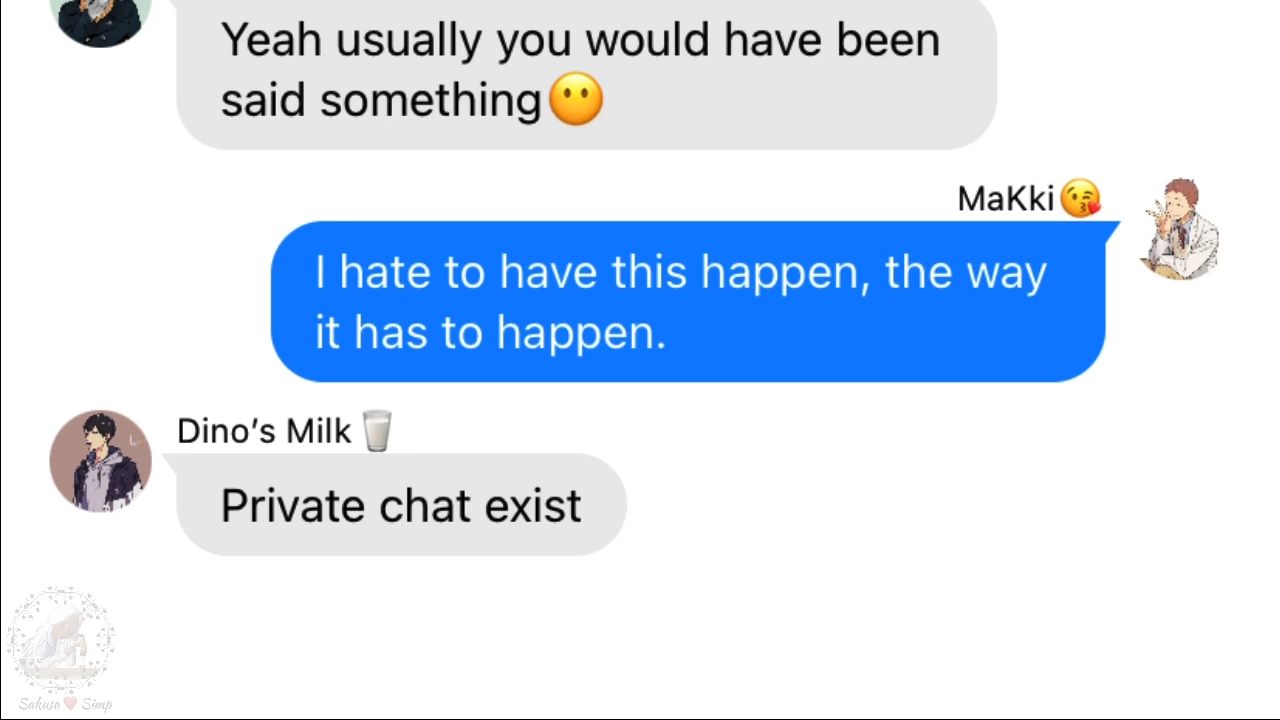 Yeah usually you would have been
said something😶
MaKki😘
I hate to have this happen, the way
it has to happen.
Dino's Milk🥛
Private chat exist
Sakusa❤️Simp